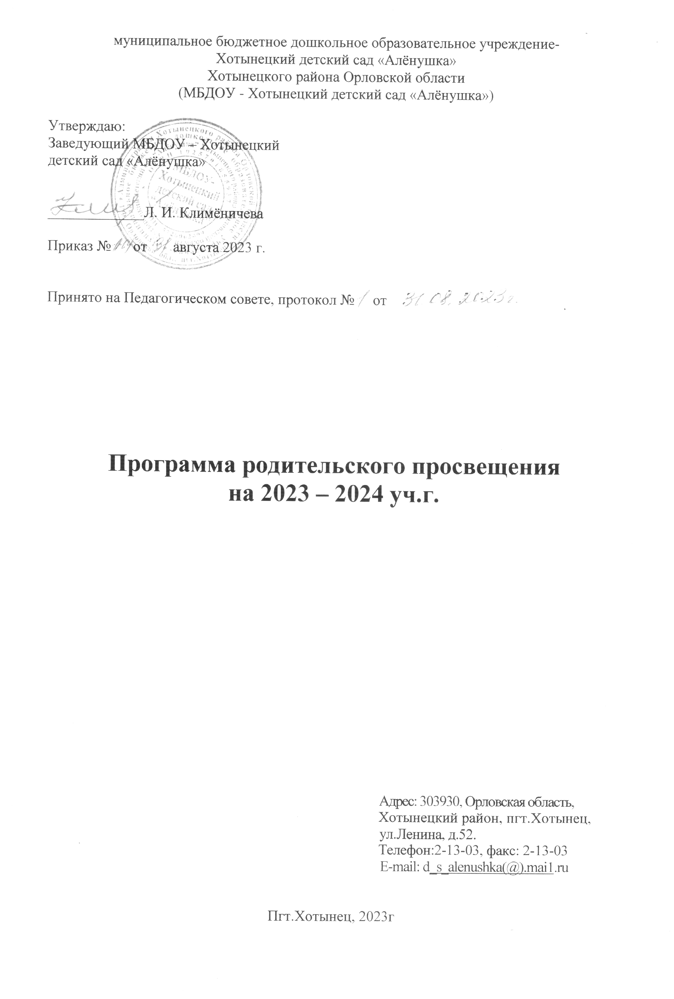 муниципальное бюджетное дошкольное образовательное учреждение-
Хотынецкий детский сад «Алёнушка»
Хотынецкого района Орловской области
(МБДОУ - Хотынецкий детский сад «Алёнушка»)
Утверждаю:
Заведующий МБДОУ – Хотынецкий
детский сад «Алёнушка»
МБДОУ-
Хотынецкий
детский сад
«Алёнушка»
Л. И. Климёничева
Приказ № от 31 августа 2023 г.
Принято на Педагогическом совете, протокол № 1 от 31 08. 2023 г.
Программа родительского просвещения
на 2023 – 2024 уч.г.
Адрес: 303930, Орловская область,
Хотынецкий район, пгт.Хотынец,
ул.Ленина, д.52.
Телефон:2-13-03, факс: 2-13-03
E-mail: d_s_alenushka(@).mai1.ru
Пгт.Хотынец, 2023г